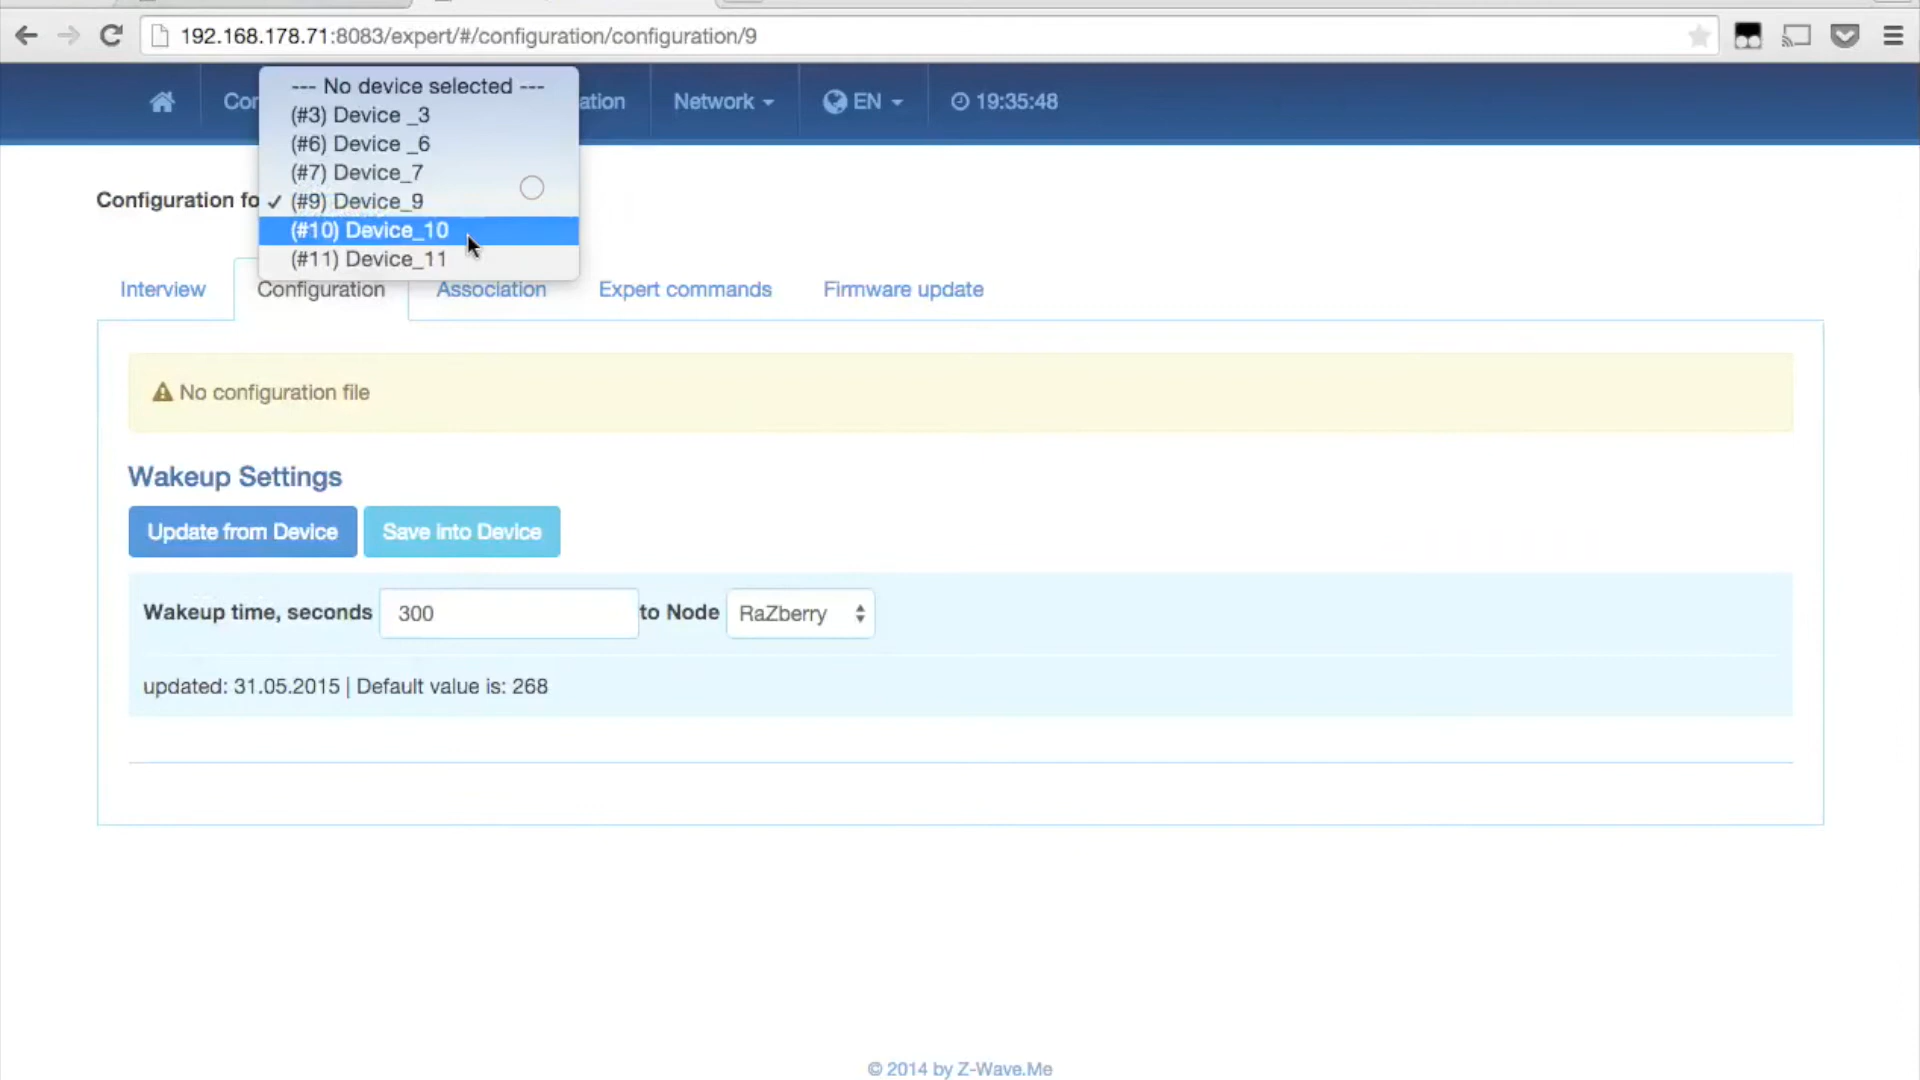 192.168.178.71:8083/expert/#/configuration/configuration/9
Con
ation
Network
EN
19:35:48
--- No device selected ---
(#3) Device _3
(#6) Device _6
(#7) Device_7
Configuration fo
✓ (#9) Device_9
(#10) Device_10
(#11) Device_11
Interview
Configuration
Association
Expert commands
Firmware update
No configuration file
Wakeup Settings
Update from Device
Save into Device
Wakeup time, seconds 300 to Node RaZberry
updated: 31.05.2015 | Default value is: 268
© 2014 by Z-Wave.Me